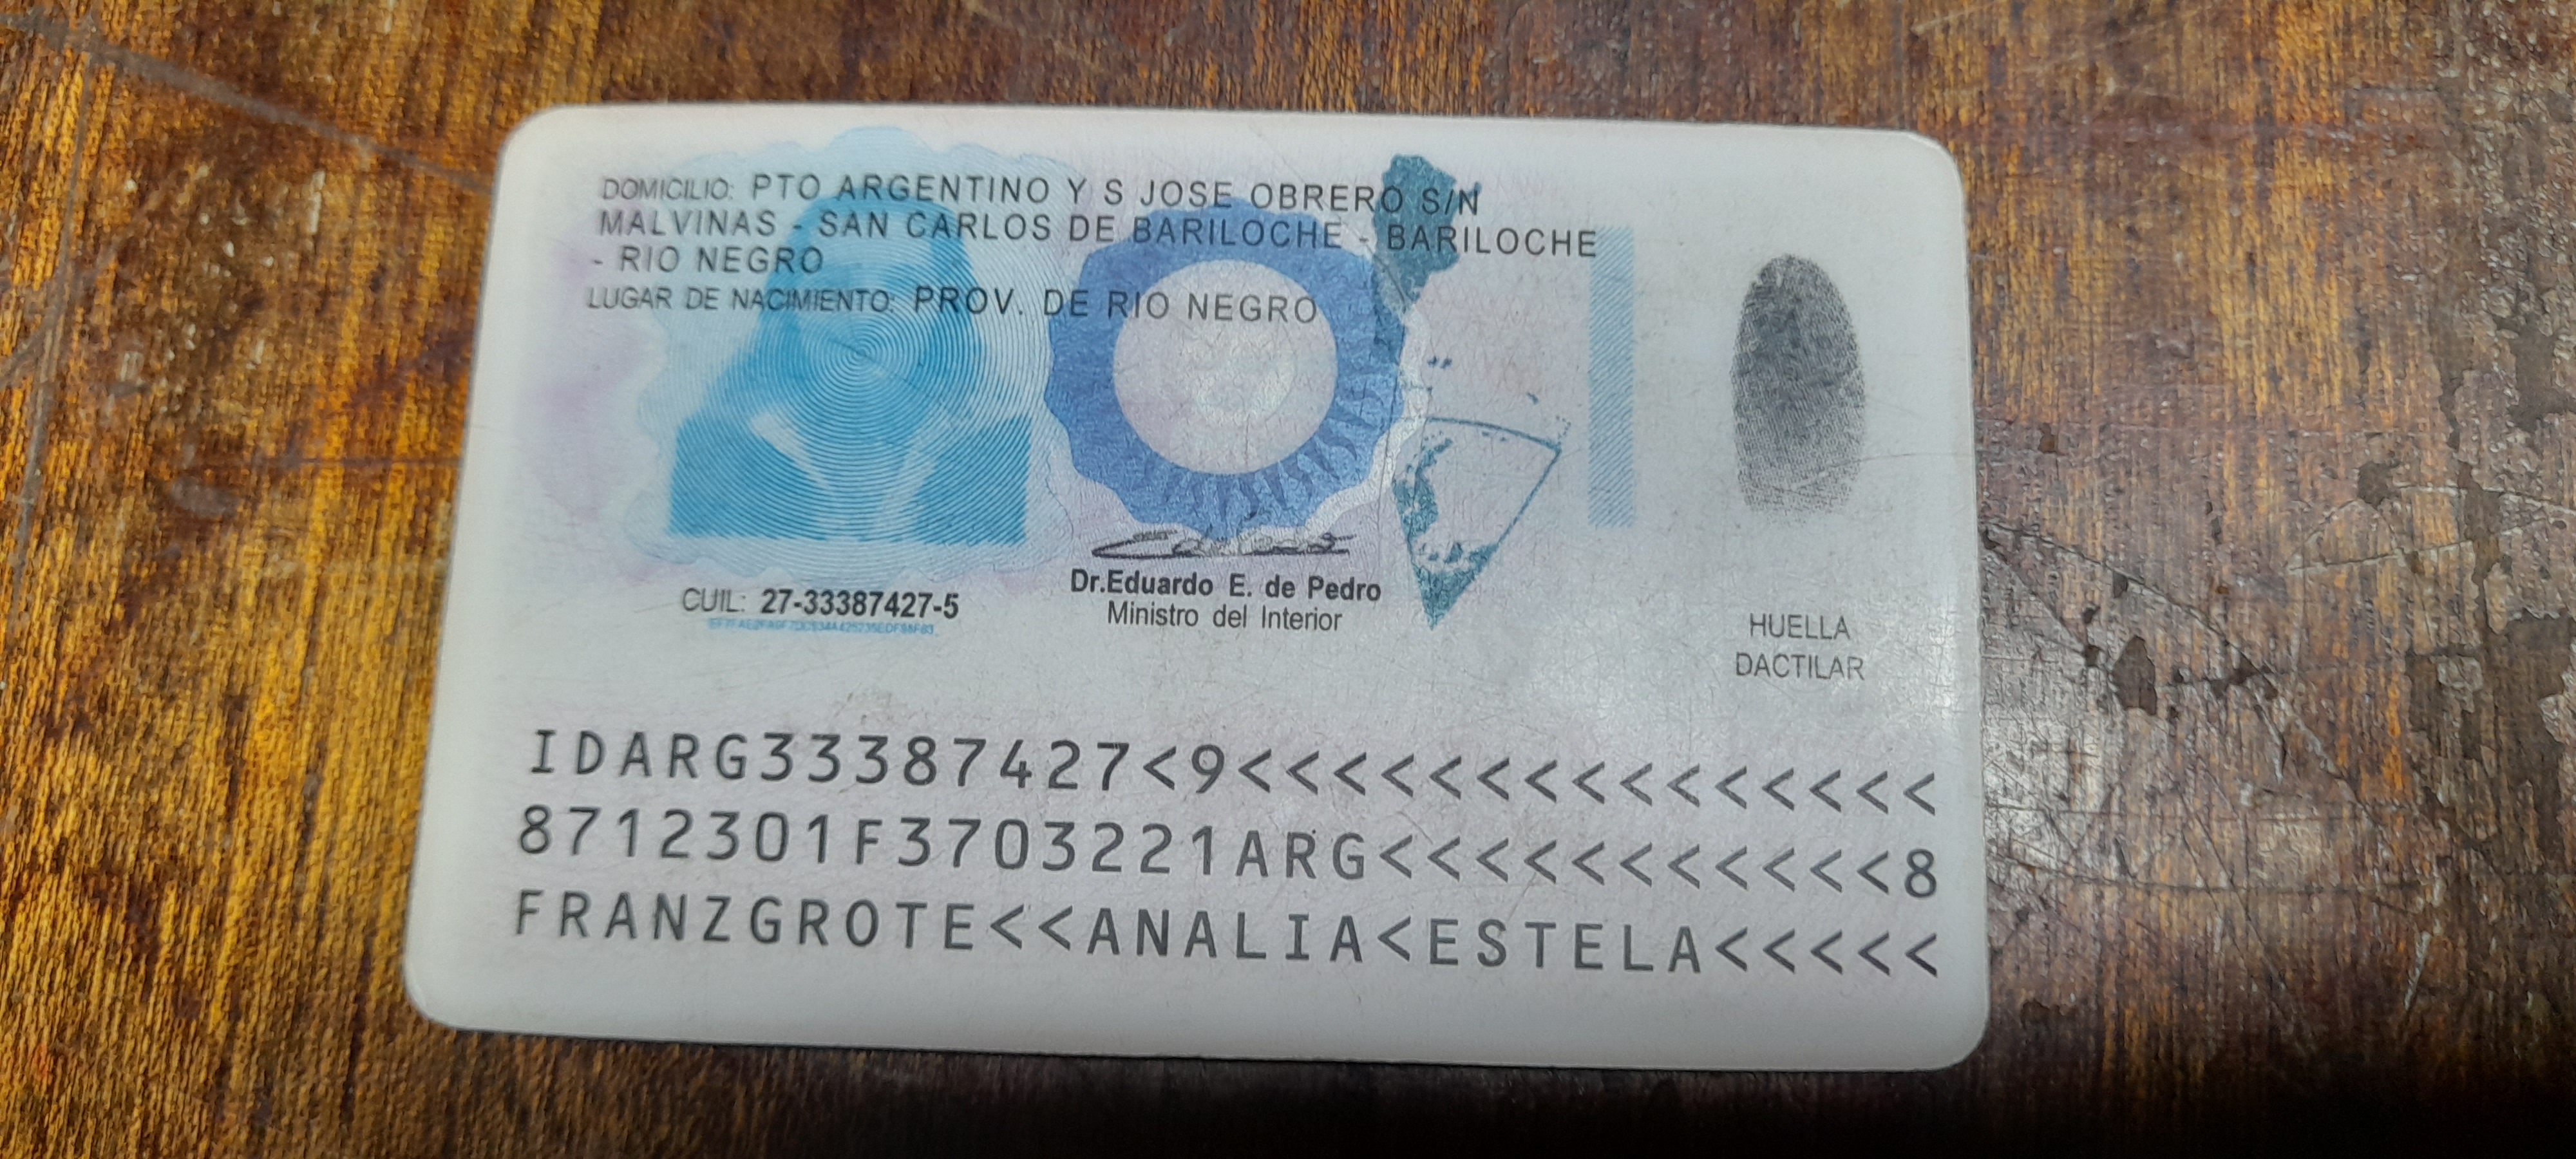 DOMICILIO: PTO ARGENTINO Y S JOSE OBRERO S/N
MALVINAS - SAN CARLOS DE BARILOCHE - BARILOCHE
- RIO NEGRO
LUGAR DE NACIMIENTO: PROV. DE RIO NEGRO
CUIL: 27-33387427-5
Dr.Eduardo E. de Pedro
Ministro del Interior
HUELLA
DACTILAR
IDARG33387427<9<<<<<<<<<<<<<<<
8712301F3703221ARG<<<<<<<<<<<8
FRANZGROTE<<ANALIA<ESTELA<<<<<